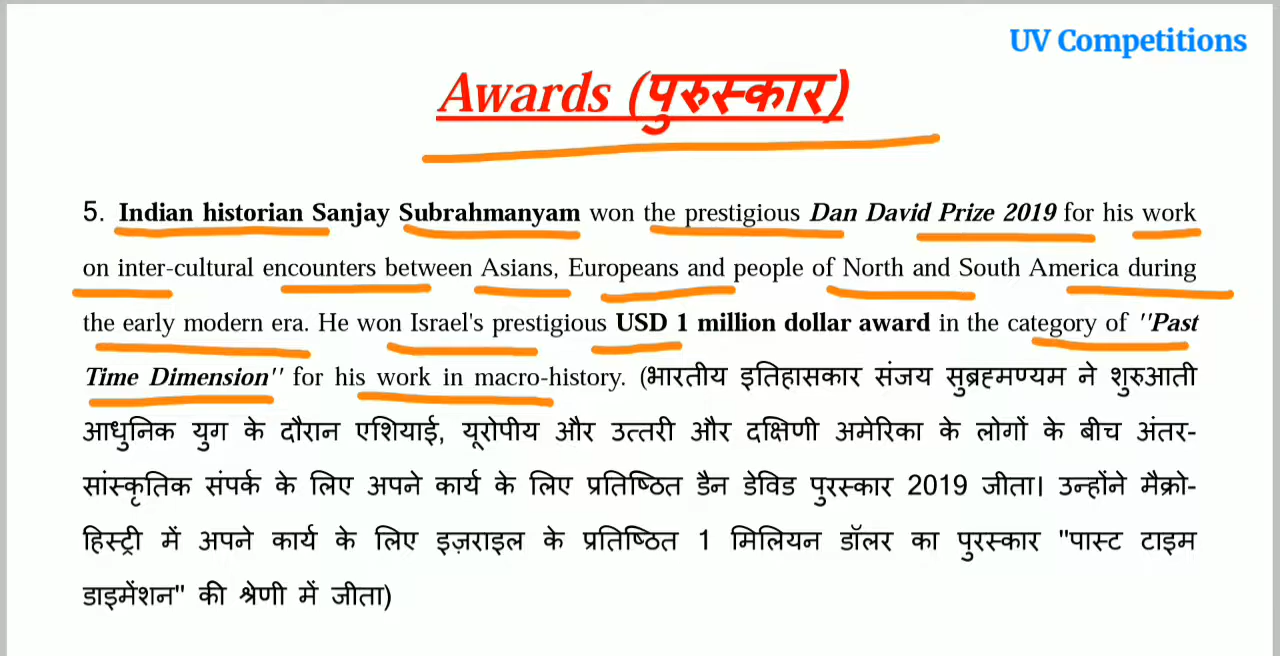 UV Competitions
Awards (पुरुस्कार)
5. Indian historian Sanjay Subrahmanyam won the prestigious Dan David Prize 2019 for his work
on inter-cultural encounters between Asians, Europeans and people of North and South America during
the early modern era. He won Israel's prestigious USD 1 million dollar award in the category of ''Past
Time Dimension'' for his work in macro-history. (भारतीय इतिहासकार संजय सुब्रह्मण्यम ने शुरुआती
आधुनिक युग के दौरान एशियाई, यूरोपीय और उत्तरी और दक्षिणी अमेरिका के लोगों के बीच अंतर-
सांस्कृतिक संपर्क के लिए अपने कार्य के लिए प्रतिष्ठित डैन डेविड पुरस्कार 2019 जीता। उन्होंने मैक्रो-
हिस्ट्री में अपने कार्य के लिए इज़राइल के प्रतिष्ठित 1 मिलियन डॉलर का पुरस्कार "पास्ट टाइम
डाइमेंशन" की श्रेणी में जीता)